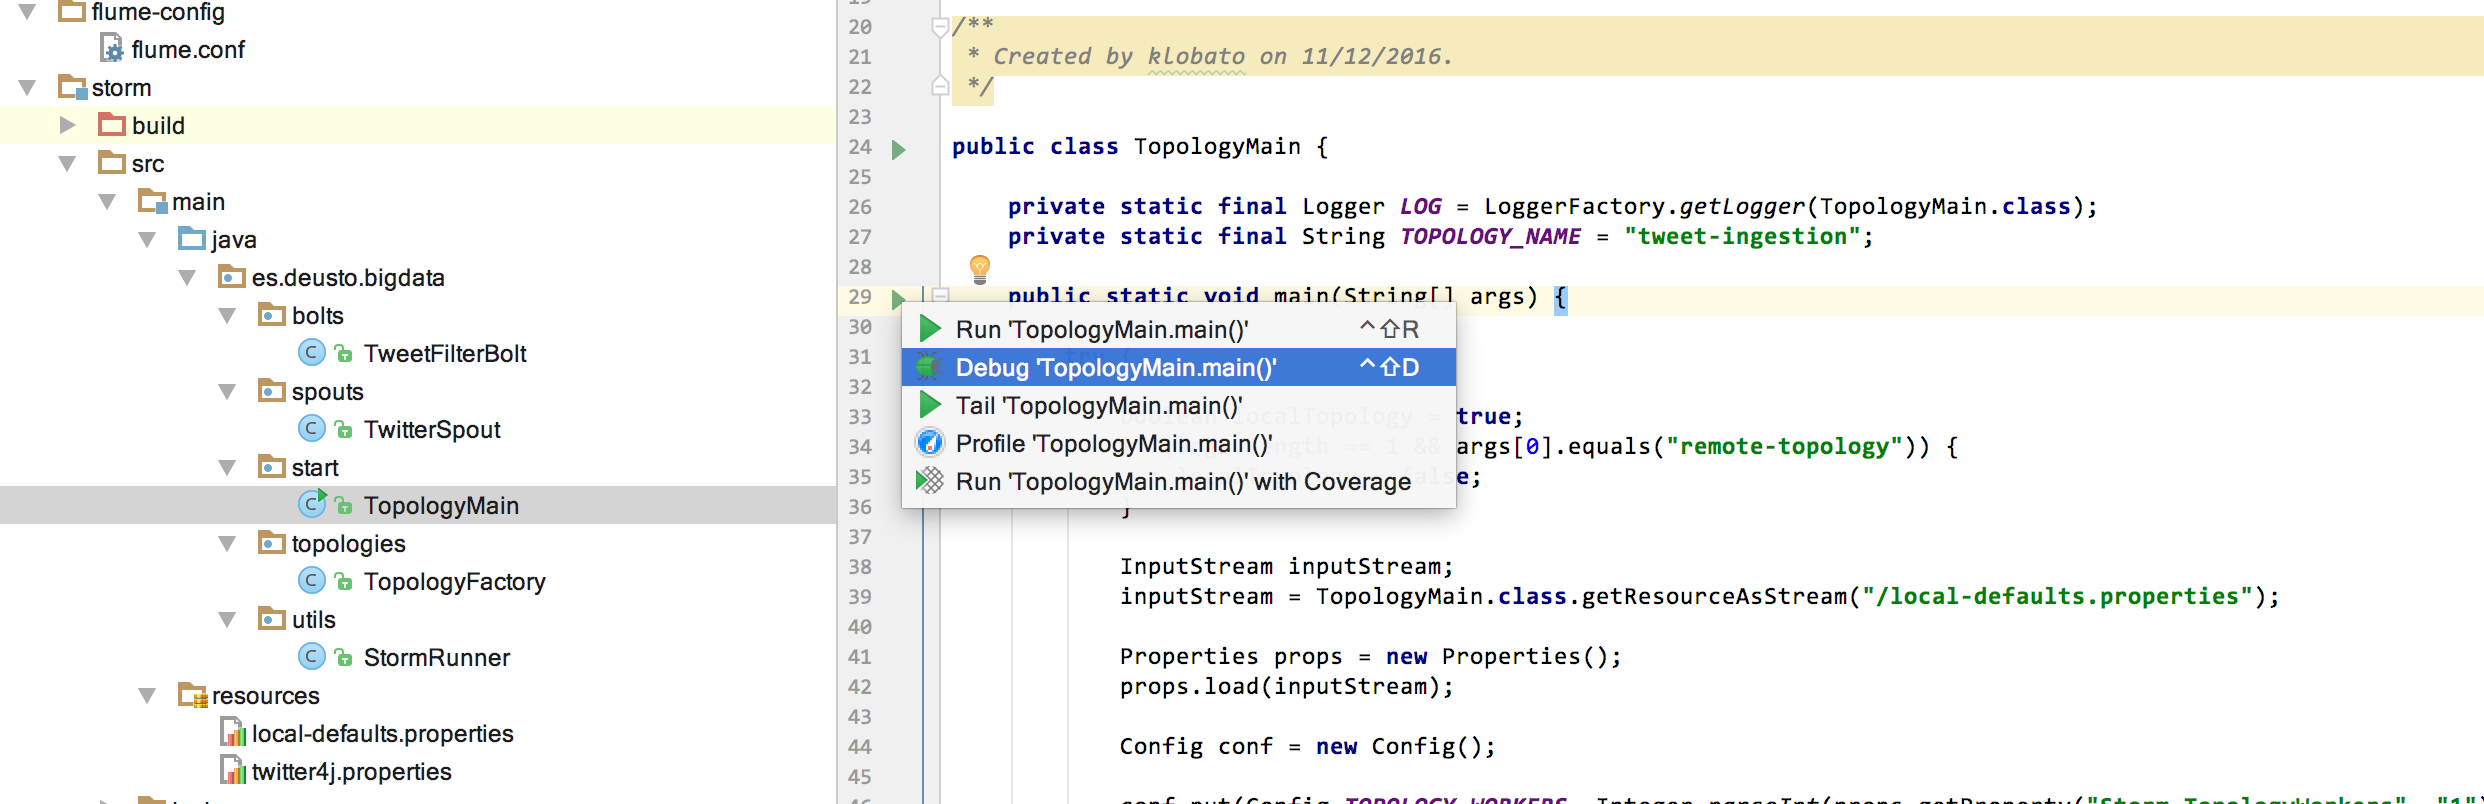 flume-config
flume.conf
storm
build
src
main
java
es.deusto.bigdata
bolts
TweetFilterBolt
spouts
TwitterSpout
start
TopologyMain
topologies
TopologyFactory
utils
StormRunner
resources
local-defaults.properties
twitter4j.properties
20 /**
21 * Created by klobato on 11/12/2016.
22 */
23
24 public class TopologyMain {
25
26 private static final Logger LOG = LoggerFactory.getLogger(TopologyMain.class);
27 private static final String TOPOLOGY_NAME = "tweet-ingestion";
28
29 public static void main(String[] args) {
30
31
32
33 true;
34 args[0].equals("remote-topology")) {
35
36 }
37
38 InputStream inputStream;
39 inputStream = TopologyMain.class.getResourceAsStream("/local-defaults.properties");
40
41 Properties props = new Properties();
42 props.load(inputStream);
43
44 Config conf = new Config();
45
Run 'TopologyMain.main()' ^⇧R
Debug 'TopologyMain.main()' ^⇧D
Tail 'TopologyMain.main()'
Profile 'TopologyMain.main()'
Run 'TopologyMain.main()' with Coverage